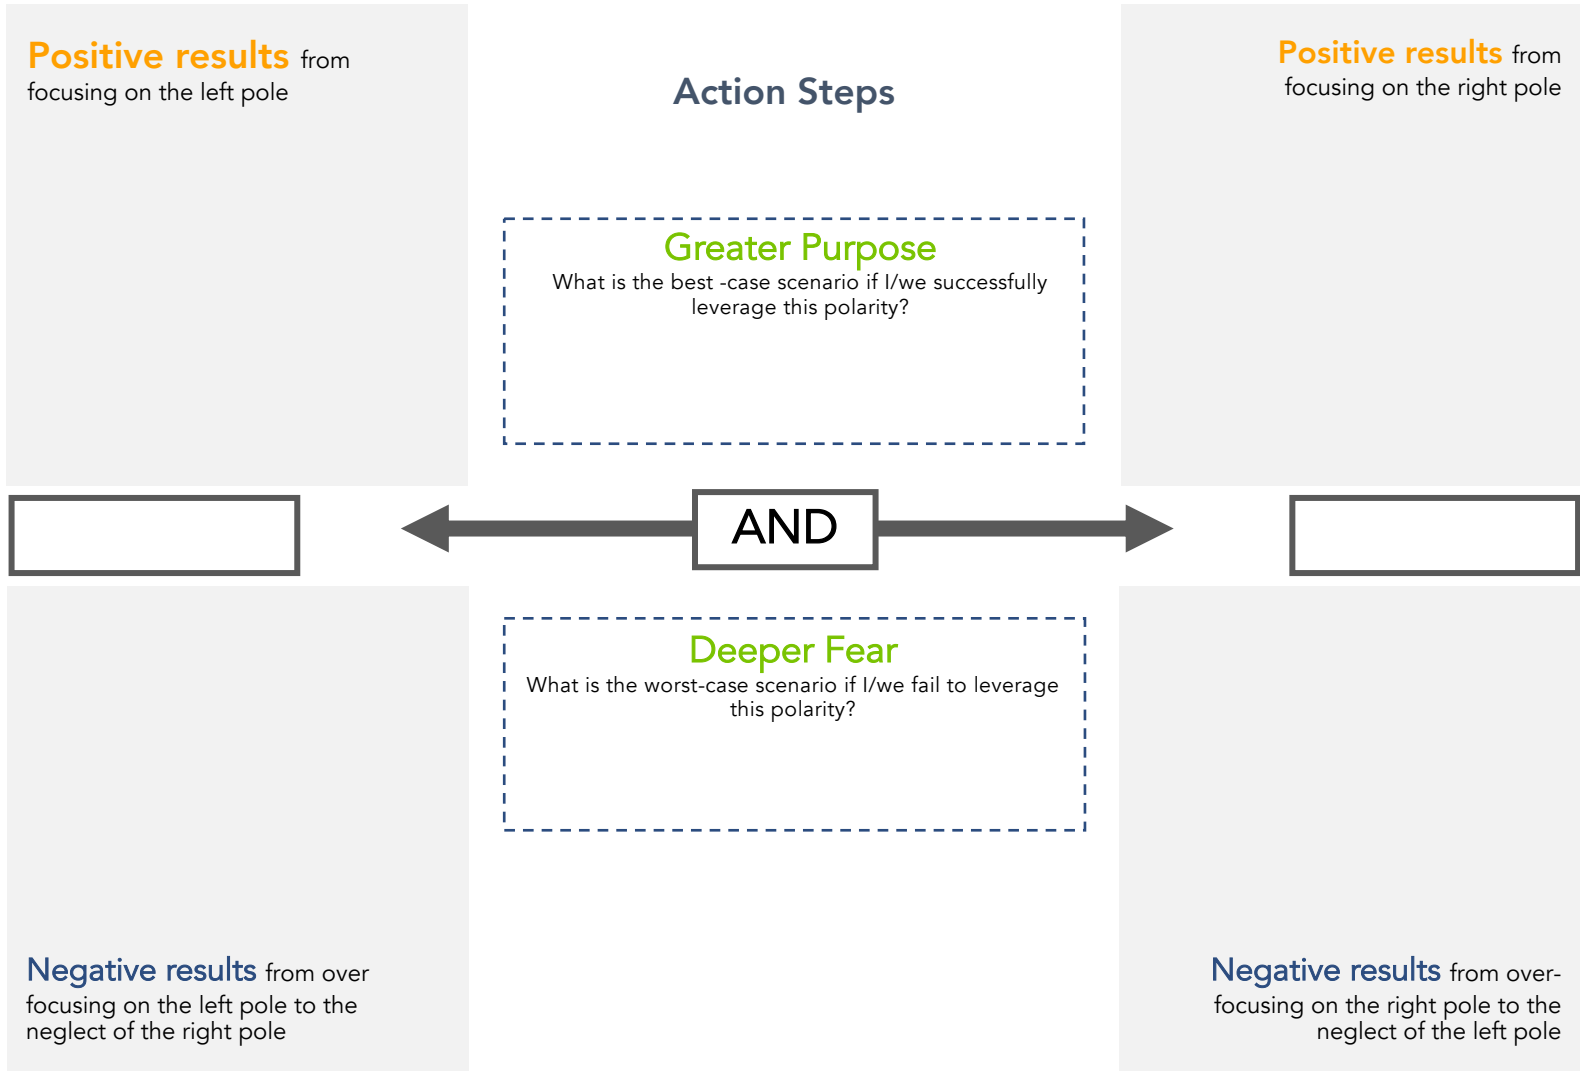 Positive results from
focusing on the left pole
Action Steps
Positive results from
focusing on the right pole
Greater Purpose
What is the best -case scenario if I/we successfully
leverage this polarity?
AND
Deeper Fear
What is the worst-case scenario if I/we fail to leverage
this polarity?
Negative results from over
focusing on the left pole to the
neglect of the right pole
Negative results from over-
focusing on the right pole to the
neglect of the left pole